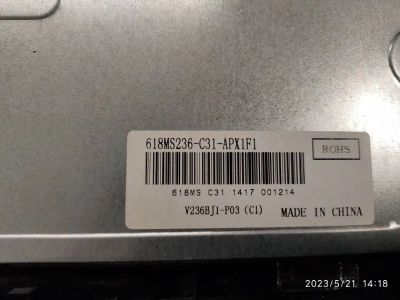 618MS236-C31-APX1F1
ROHS
618MS C31 1417 001214
V236BJ1-P03 (C1)
MADE IN CHINA
2023/5/21 14:18